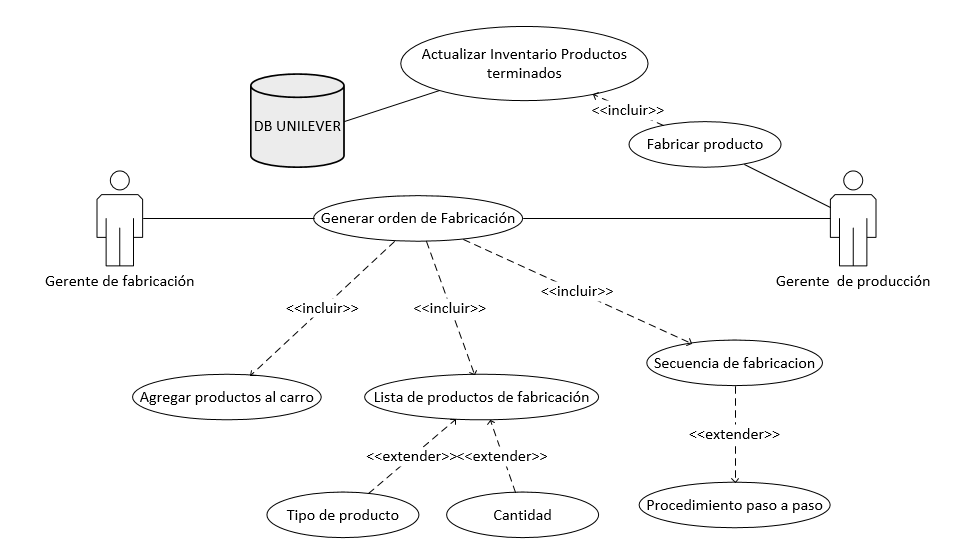 Actualizar Inventario Productos
terminados
DB UNILEVER
<<incluir>>
Fabricar producto
Generar orden de Fabricación
Gerente de fabricación
Gerente  de producción
<<incluir>>
<<incluir>>
<<incluir>>
Secuencia de fabricacion
Agregar productos al carro
Lista de productos de fabricación
<<extender>>
<<extender>>
<<extender>>
Tipo de producto
Cantidad
Procedimiento paso a paso